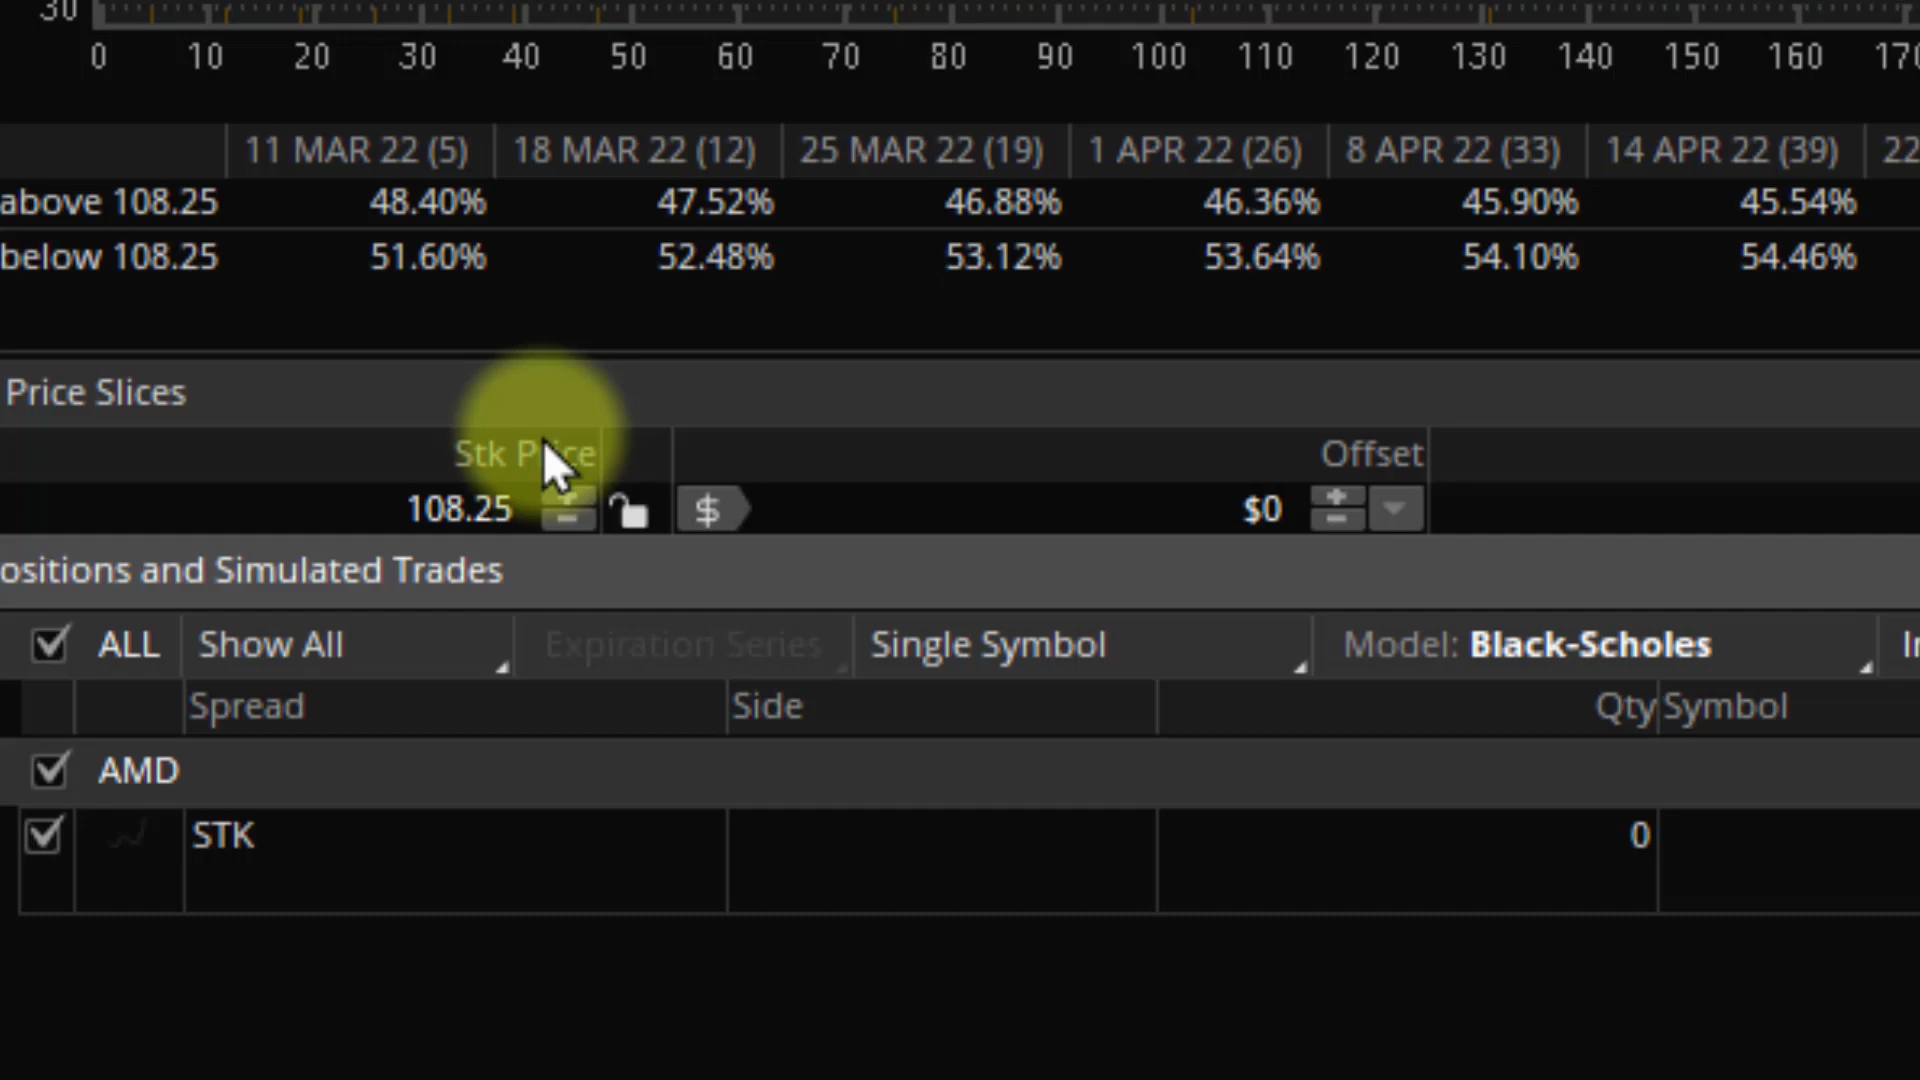 30
0 10 20 30 40 50 60 70 80 90 100 110 120 130 140 150 160 170
11 MAR 22 (5) 18 MAR 22 (12) 25 MAR 22 (19) 1 APR 22 (26) 8 APR 22 (33) 14 APR 22 (39) 22
above 108.25 48.40% 47.52% 46.88% 46.36% 45.90% 45.54%
below 108.25 51.60% 52.48% 53.12% 53.64% 54.10% 54.46%
Price Slices
Stk Price Offset
108.25 $ $0
ositions and Simulated Trades
ALL Show All Expiration Series Single Symbol Model: Black-Scholes
Spread Side Qty Symbol
AMD
STK 0